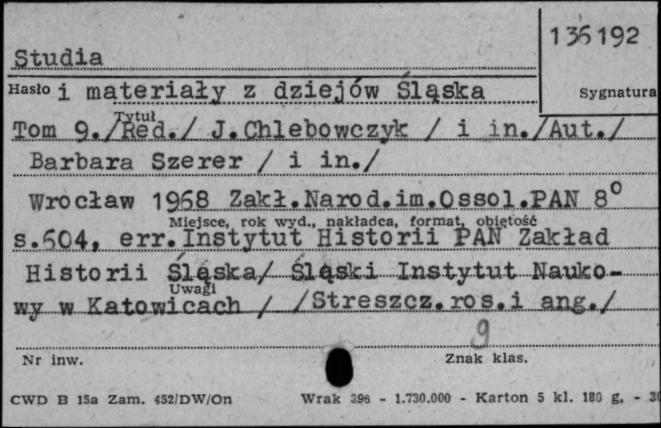 136192
Studia
Hasło i materiały z dziejów Śląska
Sygnatura
Tytuł
Tom 9./Red./ J.Chlebowczyk / i in./Aut./
Barbara Szerer / i in./
Wrocław 1968 Zakł.Narod.im.Ossol.PAN 8°
Miejsce, rok wyd., nakładca, format, objętość
s.604, err.Instytut Historii PAN Zakład
Historii Śląska/ Śląski Instytut Nauko-
Uwagi
wy w Katowicach / /Streszcz.ros.i ang./
9
Nr inw.
Znak klas.
CWD B 15a Zam. 452/DW/On
Wrak 396 - 1.730.000 - Karton 5 kl. 180 g. - 30